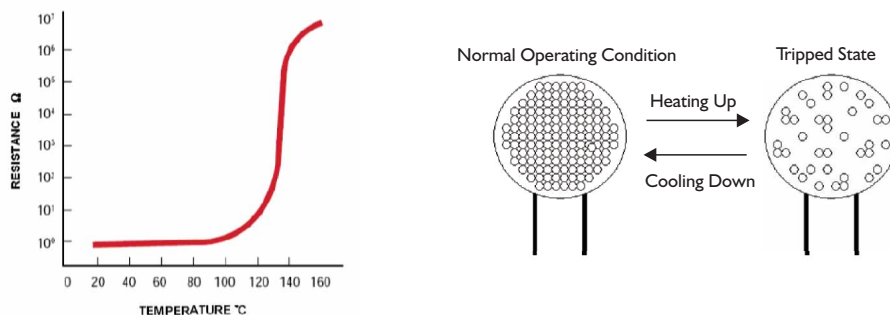 10⁷
10⁶
10⁵
10⁴
10³
10²
10¹
10⁰
RESISTANCE Ω
0 20 40 60 80 100 120 140 160
TEMPERATURE °C
Normal Operating Condition
Heating Up
Cooling Down
Tripped State